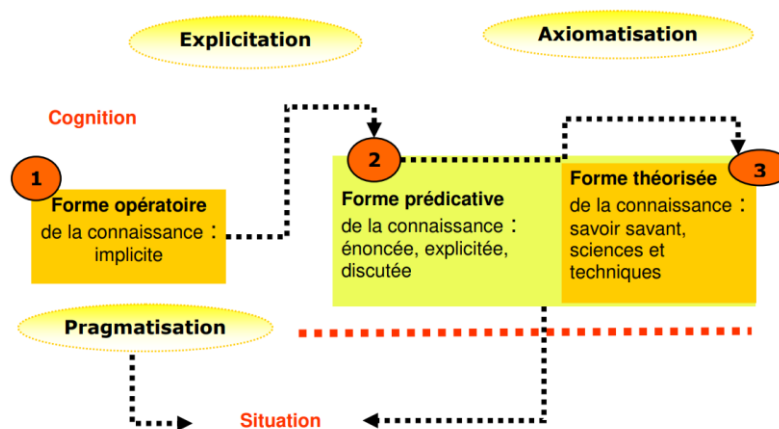 Explicitation
Axiomatisation
Cognition
1
Forme opératoire
de la connaissance :
implicite
2
Forme prédicative
de la connaissance :
énoncée, explicitée,
discutée
3
Forme théorisée
de la connaissance :
savoir savant,
sciences et
techniques
Pragmatisation
Situation